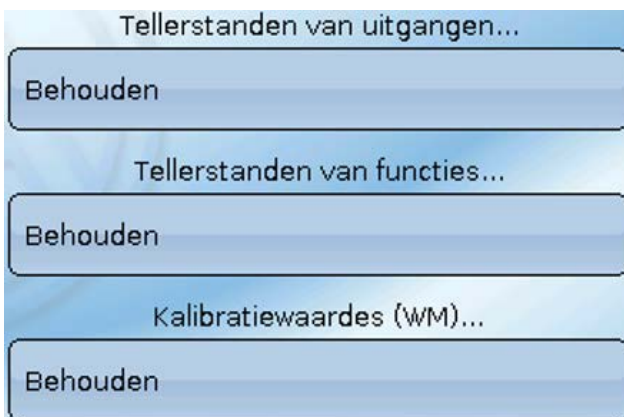 Tellerstanden van uitgangen...
Behouden
Tellerstanden van functies...
Behouden
Kalibratiewaardes (WM)...
Behouden